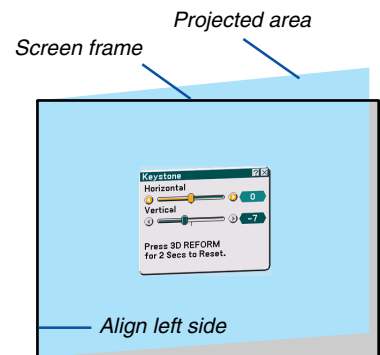 Projected area
Screen frame
Keystone
Horizontal
0
Vertical
-7
Press 3D REFORM
for 2 Secs to Reset.
Align left side